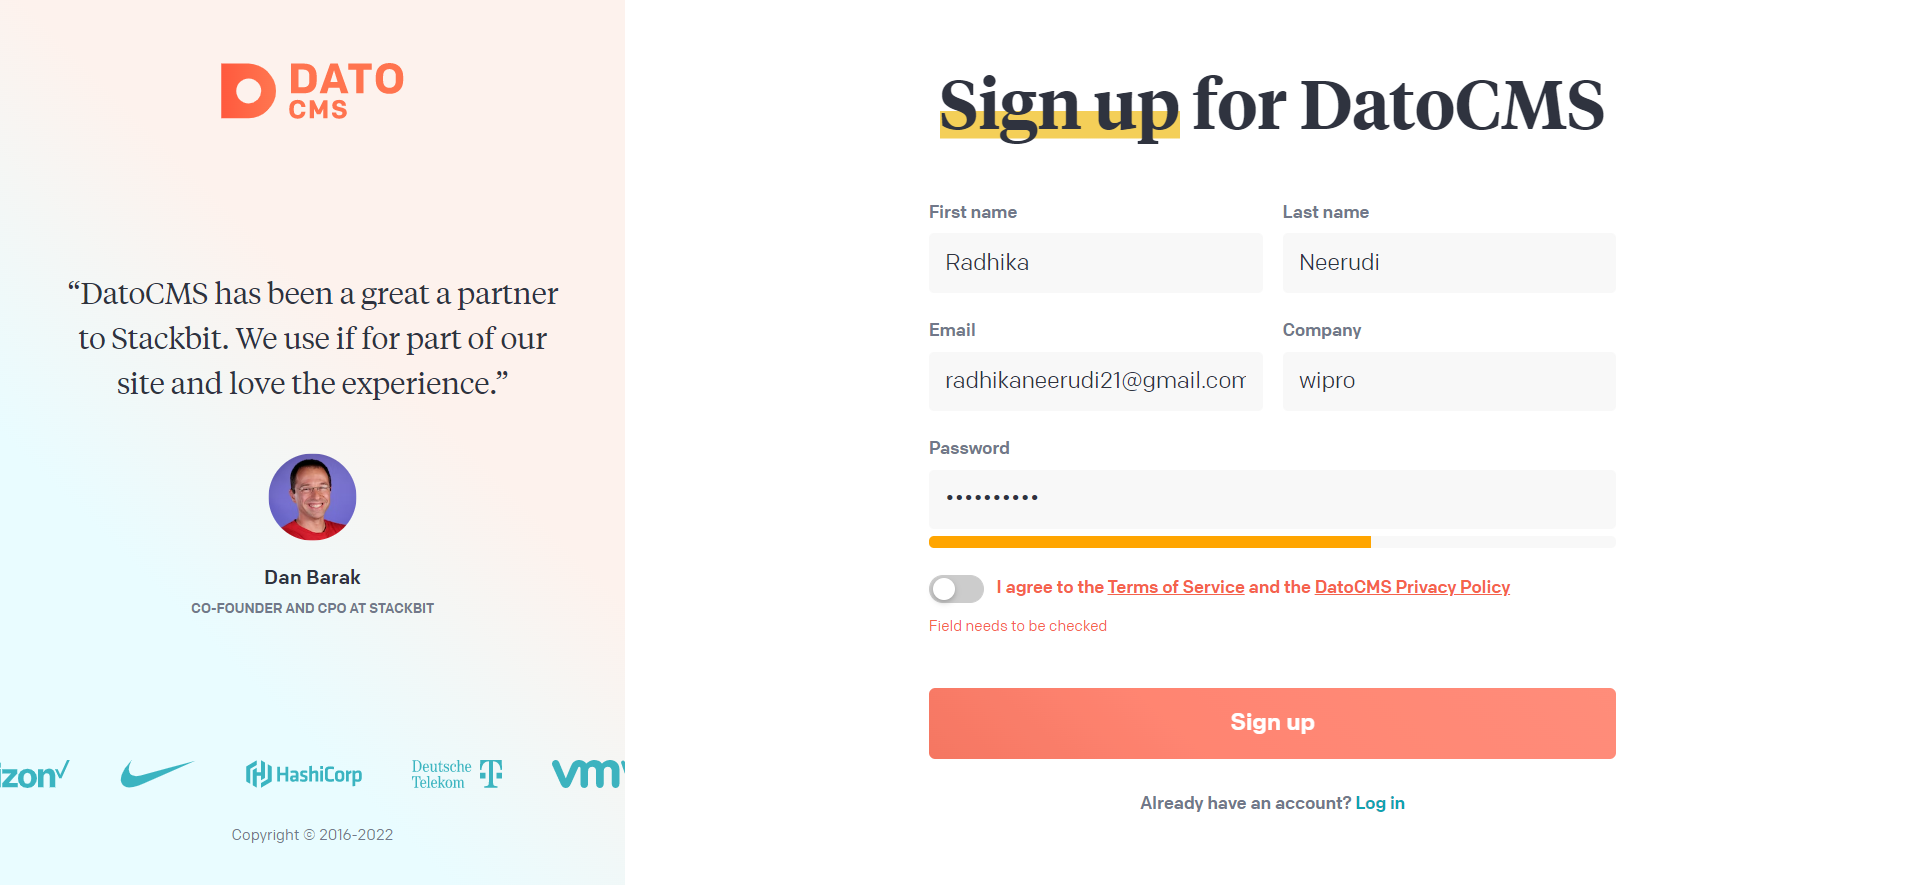 DATO
CMS
“DatoCMS has been a great a partner
to Stackbit. We use if for part of our
site and love the experience.”
Dan Barak
CO-FOUNDER AND CPO AT STACKBIT
izon
HashiCorp
Deutsche
Telekom
vm
Copyright © 2016-2022
Sign up for DatoCMS
First name
Last name
Radhika
Neerudi
Email
Company
radhikaneerudi21@gmail.com
wipro
Password
••••••••••
I agree to the Terms of Service and the DatoCMS Privacy Policy
Field needs to be checked
Sign up
Already have an account? Log in